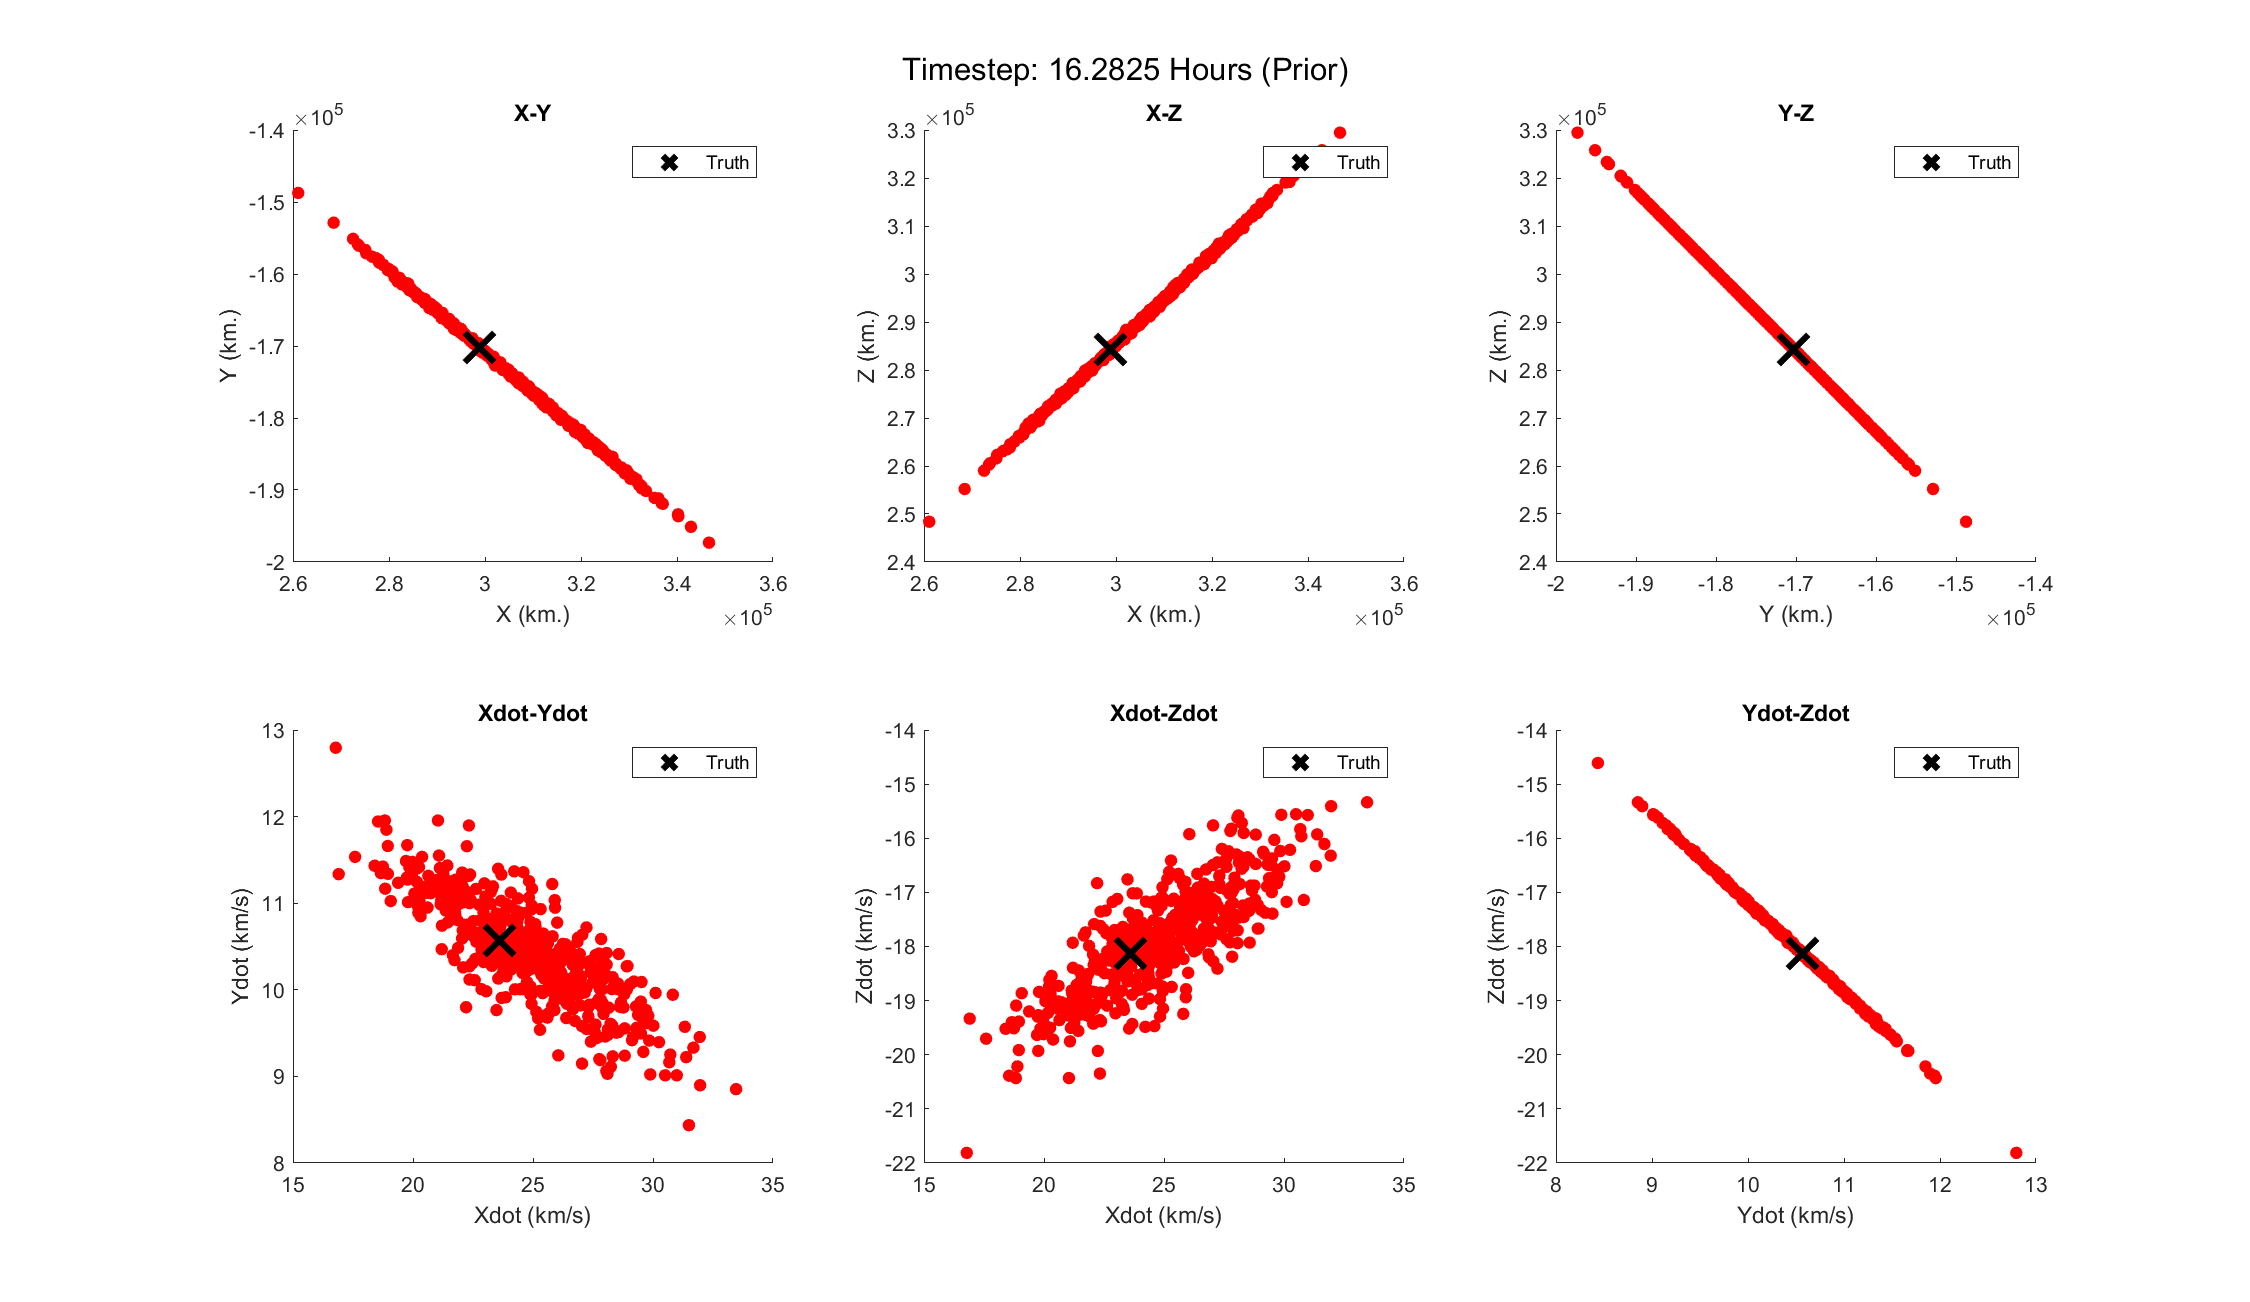 Timestep: 16.2825 Hours (Prior)
X-Y
×10^5
-1.4
-1.5
-1.6
-1.7
-1.8
-1.9
-2
Y (km.)
Truth
2.6 2.8 3 3.2 3.4 3.6
X (km.)
×10^5
X-Z
×10^5
3.3
3.2
3.1
3
2.9
2.8
2.7
2.6
2.5
2.4
Z (km.)
Truth
2.6 2.8 3 3.2 3.4 3.6
X (km.)
×10^5
Y-Z
×10^5
3.3
3.2
3.1
3
2.9
2.8
2.7
2.6
2.5
2.4
Z (km.)
Truth
-2 -1.9 -1.8 -1.7 -1.6 -1.5 -1.4
Y (km.)
×10^5
Xdot-Ydot
13
12
11
10
9
8
Ydot (km/s)
Truth
15 20 25 30 35
Xdot (km/s)
Xdot-Zdot
-14
-15
-16
-17
-18
-19
-20
-21
-22
Zdot (km/s)
Truth
15 20 25 30 35
Xdot (km/s)
Ydot-Zdot
-14
-15
-16
-17
-18
-19
-20
-21
-22
Zdot (km/s)
Truth
8 9 10 11 12 13
Ydot (km/s)